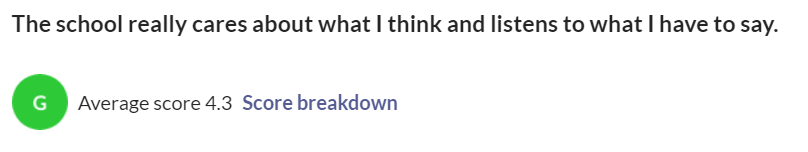 The school really cares about what I think and listens to what I have to say.
G
Average score 4.3 Score breakdown